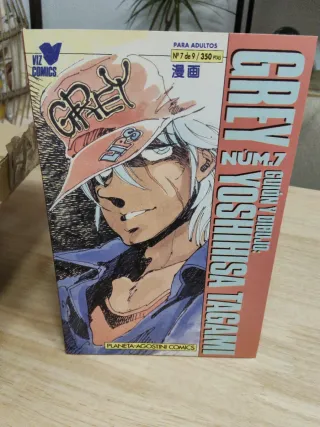 VIZ
COMICS
PARA ADULTOS
Nº 7 de 9 / 350 PTAS
漫画
GREY
GREY
NÚM.7
GUIÓN Y DIBUJO:
YOSHIHISA TAGAMI
PLANETA-AGOSTINI COMICS